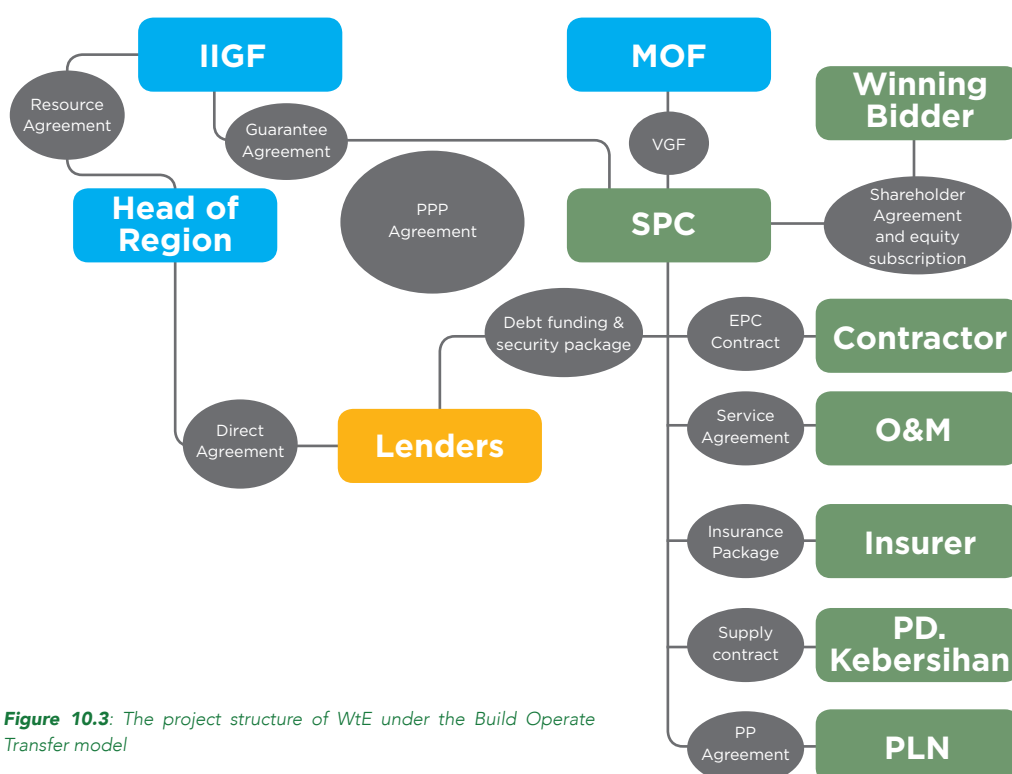 IIGF
MOF
Winning
Bidder
Resource
Agreement
Guarantee
Agreement
VGF
Head of
Region
PPP
Agreement
SPC
Shareholder
Agreement
and equity
subscription
Debt funding &
security package
EPC
Contract
Contractor
Direct
Agreement
Lenders
Service
Agreement
O&M
Insurance
Package
Insurer
Supply
contract
PD.
Kebersihan
PP
Agreement
PLN
Figure 10.3: The project structure of WtE under the Build Operate
Transfer model